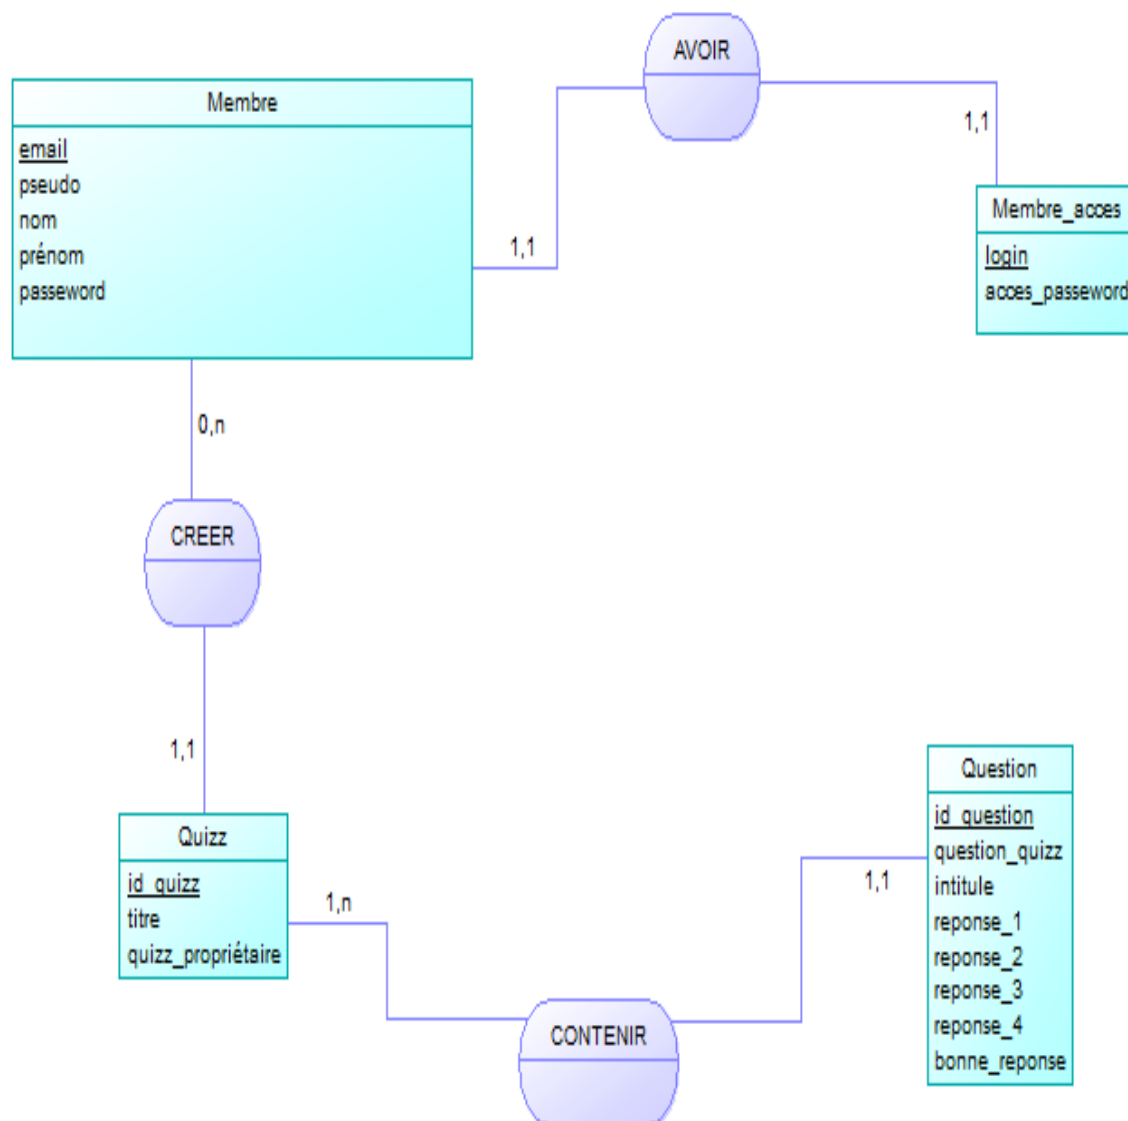 AVOIR
Membre
email
pseudo
nom
prénom
passeword
1,1
1,1
Membre_acces
login
acces_passeword
0,n
CREER
1,1
Quizz
id_quizz
titre
quizz_propriétaire
1,n
CONTENIR
1,1
Question
id_question
question_quizz
intitule
reponse_1
reponse_2
reponse_3
reponse_4
bonne_reponse